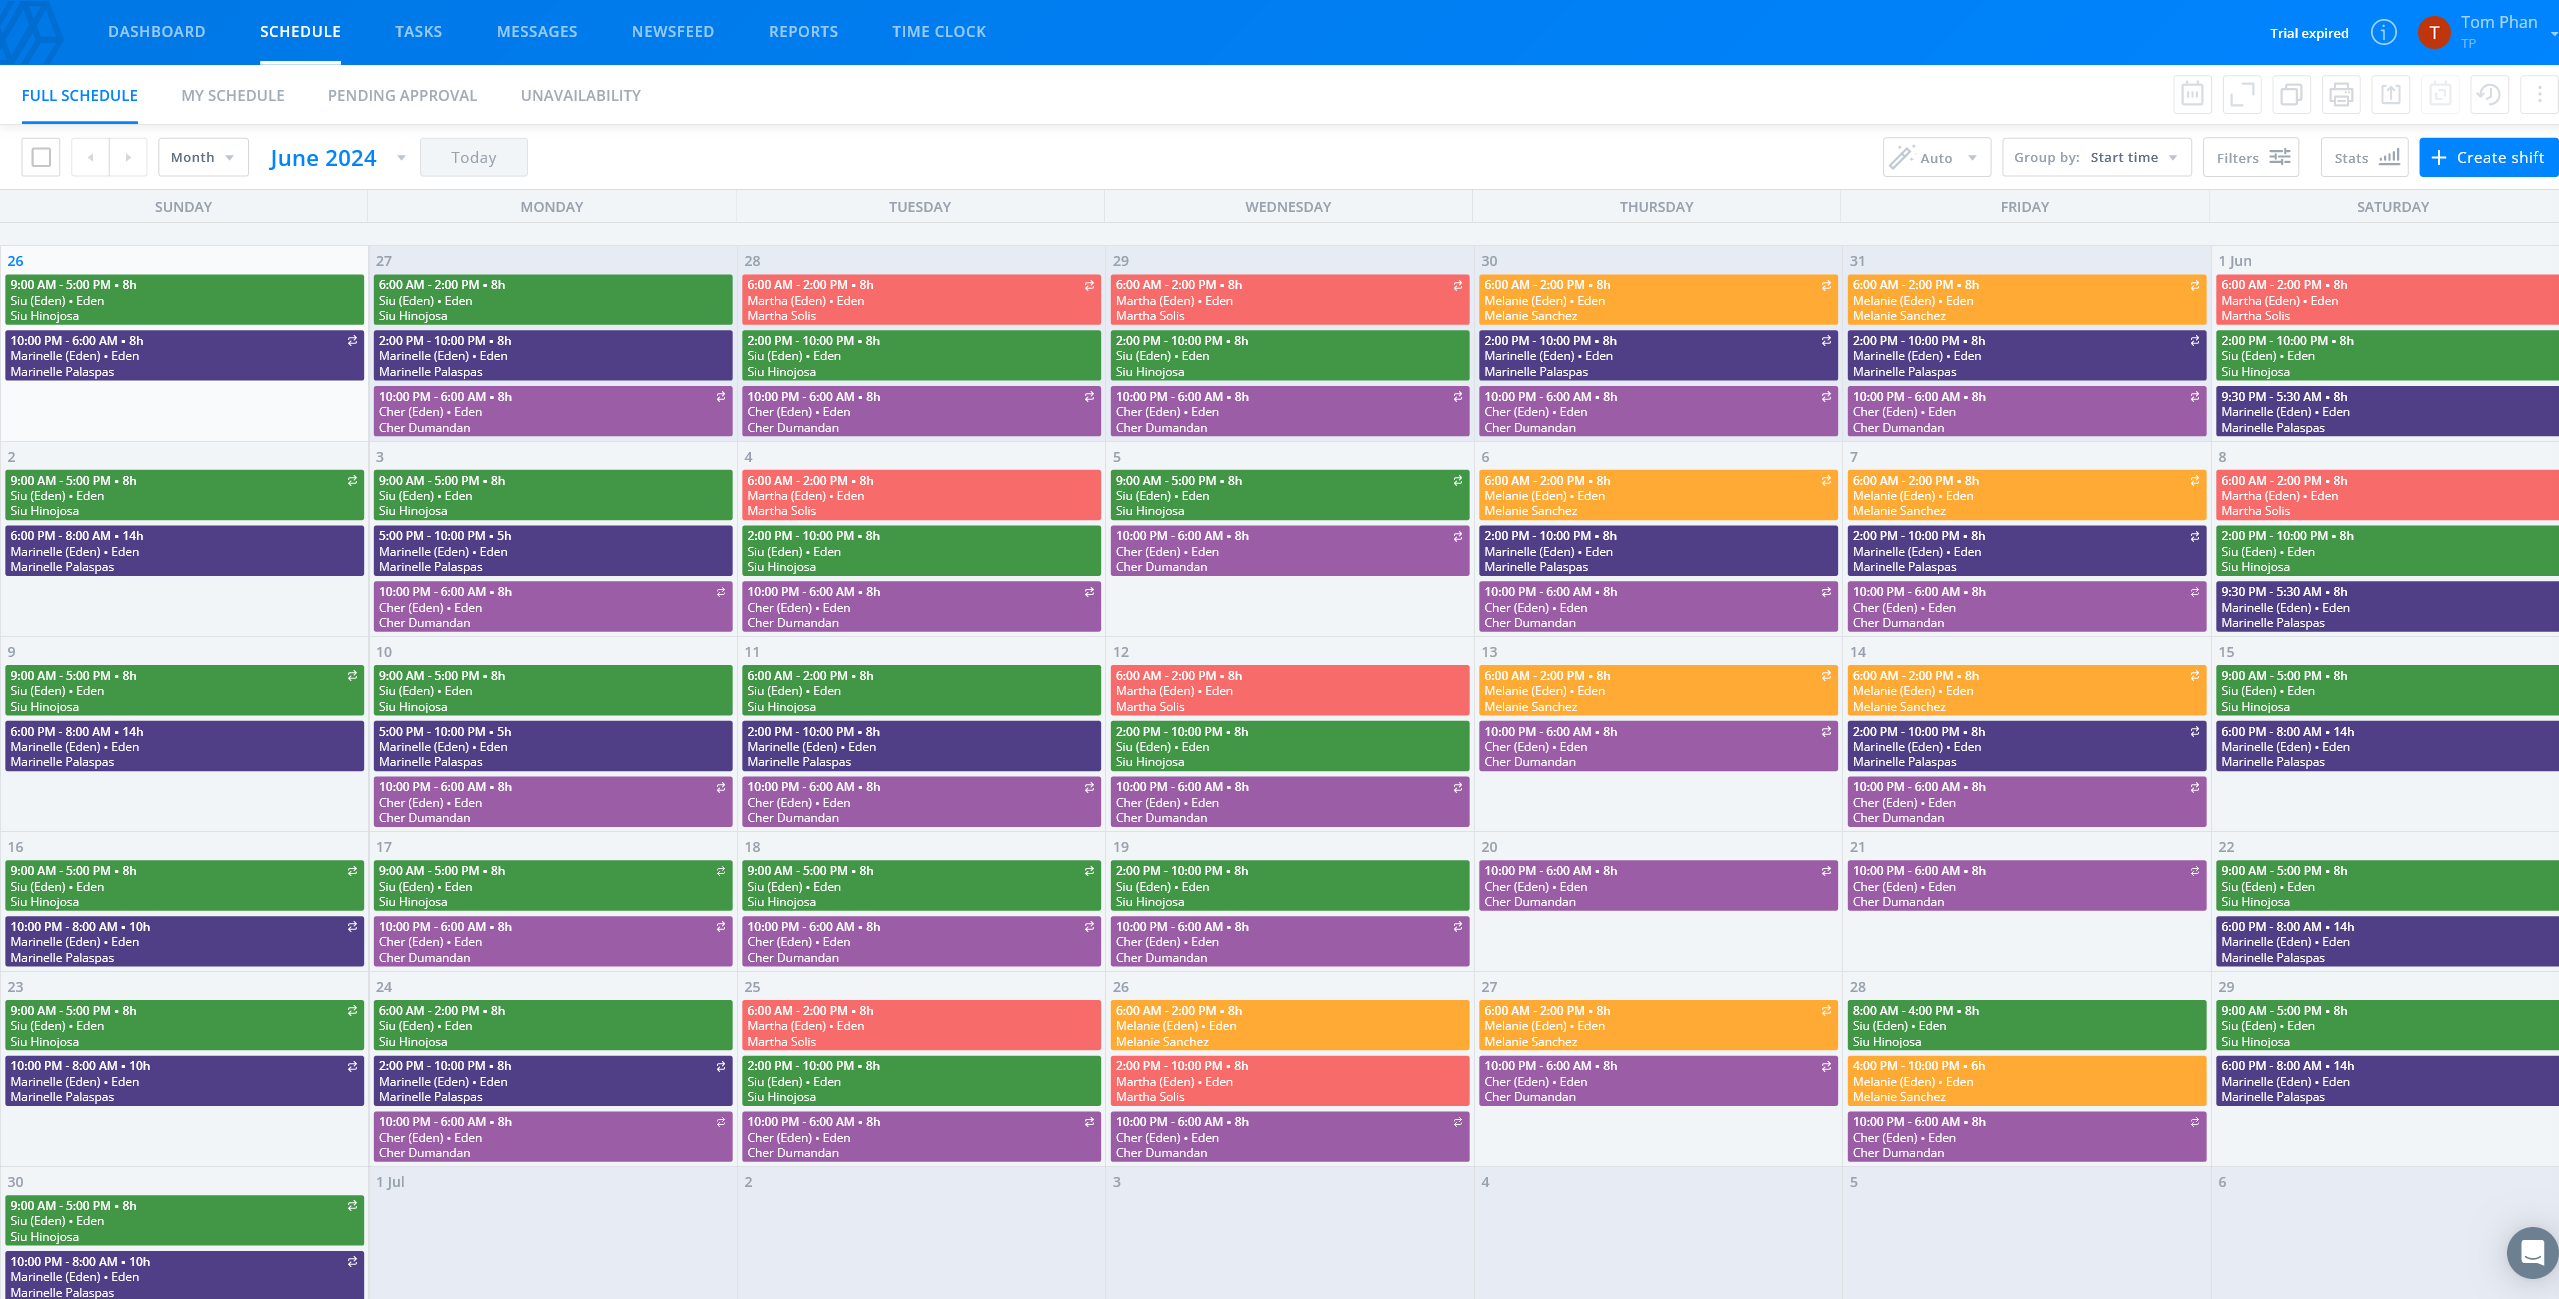 DASHBOARD SCHEDULE TASKS MESSAGES NEWSFEED REPORTS TIME CLOCK
Trial expired
T
Tom Phan
TP
FULL SCHEDULE MY SCHEDULE PENDING APPROVAL UNAVAILABILITY
Month June 2024 Today
Auto Group by: Start time Filters Stats + Create shift
SUNDAY MONDAY TUESDAY WEDNESDAY THURSDAY FRIDAY SATURDAY
26
9:00 AM - 5:00 PM ▪ 8h
Siu (Eden) • Eden
Siu Hinojosa
10:00 PM - 6:00 AM ▪ 8h
Marinelle (Eden) • Eden
Marinelle Palaspas
27
6:00 AM - 2:00 PM ▪ 8h
Siu (Eden) • Eden
Siu Hinojosa
2:00 PM - 10:00 PM ▪ 8h
Marinelle (Eden) • Eden
Marinelle Palaspas
10:00 PM - 6:00 AM ▪ 8h
Cher (Eden) • Eden
Cher Dumandan
28
6:00 AM - 2:00 PM ▪ 8h
Martha (Eden) • Eden
Martha Solis
2:00 PM - 10:00 PM ▪ 8h
Siu (Eden) • Eden
Siu Hinojosa
10:00 PM - 6:00 AM ▪ 8h
Cher (Eden) • Eden
Cher Dumandan
29
6:00 AM - 2:00 PM ▪ 8h
Martha (Eden) • Eden
Martha Solis
2:00 PM - 10:00 PM ▪ 8h
Siu (Eden) • Eden
Siu Hinojosa
10:00 PM - 6:00 AM ▪ 8h
Cher (Eden) • Eden
Cher Dumandan
30
6:00 AM - 2:00 PM ▪ 8h
Melanie (Eden) • Eden
Melanie Sanchez
2:00 PM - 10:00 PM ▪ 8h
Marinelle (Eden) • Eden
Marinelle Palaspas
10:00 PM - 6:00 AM ▪ 8h
Cher (Eden) • Eden
Cher Dumandan
31
6:00 AM - 2:00 PM ▪ 8h
Melanie (Eden) • Eden
Melanie Sanchez
2:00 PM - 10:00 PM ▪ 8h
Marinelle (Eden) • Eden
Marinelle Palaspas
10:00 PM - 6:00 AM ▪ 8h
Cher (Eden) • Eden
Cher Dumandan
1 Jun
6:00 AM - 2:00 PM ▪ 8h
Martha (Eden) • Eden
Martha Solis
2:00 PM - 10:00 PM ▪ 8h
Siu (Eden) • Eden
Siu Hinojosa
9:30 PM - 5:30 AM ▪ 8h
Marinelle (Eden) • Eden
Marinelle Palaspas
2
9:00 AM - 5:00 PM ▪ 8h
Siu (Eden) • Eden
Siu Hinojosa
6:00 PM - 8:00 AM ▪ 14h
Marinelle (Eden) • Eden
Marinelle Palaspas
3
9:00 AM - 5:00 PM ▪ 8h
Siu (Eden) • Eden
Siu Hinojosa
5:00 PM - 10:00 PM ▪ 5h
Marinelle (Eden) • Eden
Marinelle Palaspas
10:00 PM - 6:00 AM ▪ 8h
Cher (Eden) • Eden
Cher Dumandan
4
6:00 AM - 2:00 PM ▪ 8h
Martha (Eden) • Eden
Martha Solis
2:00 PM - 10:00 PM ▪ 8h
Siu (Eden) • Eden
Siu Hinojosa
10:00 PM - 6:00 AM ▪ 8h
Cher (Eden) • Eden
Cher Dumandan
5
9:00 AM - 5:00 PM ▪ 8h
Siu (Eden) • Eden
Siu Hinojosa
10:00 PM - 6:00 AM ▪ 8h
Cher (Eden) • Eden
Cher Dumandan
6
6:00 AM - 2:00 PM ▪ 8h
Melanie (Eden) • Eden
Melanie Sanchez
2:00 PM - 10:00 PM ▪ 8h
Marinelle (Eden) • Eden
Marinelle Palaspas
10:00 PM - 6:00 AM ▪ 8h
Cher (Eden) • Eden
Cher Dumandan
7
6:00 AM - 2:00 PM ▪ 8h
Melanie (Eden) • Eden
Melanie Sanchez
2:00 PM - 10:00 PM ▪ 8h
Marinelle (Eden) • Eden
Marinelle Palaspas
10:00 PM - 6:00 AM ▪ 8h
Cher (Eden) • Eden
Cher Dumandan
8
6:00 AM - 2:00 PM ▪ 8h
Martha (Eden) • Eden
Martha Solis
2:00 PM - 10:00 PM ▪ 8h
Siu (Eden) • Eden
Siu Hinojosa
9:30 PM - 5:30 AM ▪ 8h
Marinelle (Eden) • Eden
Marinelle Palaspas
9
9:00 AM - 5:00 PM ▪ 8h
Siu (Eden) • Eden
Siu Hinojosa
6:00 PM - 8:00 AM ▪ 14h
Marinelle (Eden) • Eden
Marinelle Palaspas
10
9:00 AM - 5:00 PM ▪ 8h
Siu (Eden) • Eden
Siu Hinojosa
5:00 PM - 10:00 PM ▪ 5h
Marinelle (Eden) • Eden
Marinelle Palaspas
10:00 PM - 6:00 AM ▪ 8h
Cher (Eden) • Eden
Cher Dumandan
11
6:00 AM - 2:00 PM ▪ 8h
Siu (Eden) • Eden
Siu Hinojosa
2:00 PM - 10:00 PM ▪ 8h
Marinelle (Eden) • Eden
Marinelle Palaspas
10:00 PM - 6:00 AM ▪ 8h
Cher (Eden) • Eden
Cher Dumandan
12
6:00 AM - 2:00 PM ▪ 8h
Martha (Eden) • Eden
Martha Solis
2:00 PM - 10:00 PM ▪ 8h
Siu (Eden) • Eden
Siu Hinojosa
10:00 PM - 6:00 AM ▪ 8h
Cher (Eden) • Eden
Cher Dumandan
13
6:00 AM - 2:00 PM ▪ 8h
Melanie (Eden) • Eden
Melanie Sanchez
10:00 PM - 6:00 AM ▪ 8h
Cher (Eden) • Eden
Cher Dumandan
14
6:00 AM - 2:00 PM ▪ 8h
Melanie (Eden) • Eden
Melanie Sanchez
2:00 PM - 10:00 PM ▪ 8h
Marinelle (Eden) • Eden
Marinelle Palaspas
10:00 PM - 6:00 AM ▪ 8h
Cher (Eden) • Eden
Cher Dumandan
15
9:00 AM - 5:00 PM ▪ 8h
Siu (Eden) • Eden
Siu Hinojosa
6:00 PM - 8:00 AM ▪ 14h
Marinelle (Eden) • Eden
Marinelle Palaspas
16
9:00 AM - 5:00 PM ▪ 8h
Siu (Eden) • Eden
Siu Hinojosa
10:00 PM - 8:00 AM ▪ 10h
Marinelle (Eden) • Eden
Marinelle Palaspas
17
9:00 AM - 5:00 PM ▪ 8h
Siu (Eden) • Eden
Siu Hinojosa
10:00 PM - 6:00 AM ▪ 8h
Cher (Eden) • Eden
Cher Dumandan
18
9:00 AM - 5:00 PM ▪ 8h
Siu (Eden) • Eden
Siu Hinojosa
10:00 PM - 6:00 AM ▪ 8h
Cher (Eden) • Eden
Cher Dumandan
19
2:00 PM - 10:00 PM ▪ 8h
Siu (Eden) • Eden
Siu Hinojosa
10:00 PM - 6:00 AM ▪ 8h
Cher (Eden) • Eden
Cher Dumandan
20
10:00 PM - 6:00 AM ▪ 8h
Cher (Eden) • Eden
Cher Dumandan
21
10:00 PM - 6:00 AM ▪ 8h
Cher (Eden) • Eden
Cher Dumandan
22
9:00 AM - 5:00 PM ▪ 8h
Siu (Eden) • Eden
Siu Hinojosa
6:00 PM - 8:00 AM ▪ 14h
Marinelle (Eden) • Eden
Marinelle Palaspas
23
9:00 AM - 5:00 PM ▪ 8h
Siu (Eden) • Eden
Siu Hinojosa
10:00 PM - 8:00 AM ▪ 10h
Marinelle (Eden) • Eden
Marinelle Palaspas
24
6:00 AM - 2:00 PM ▪ 8h
Siu (Eden) • Eden
Siu Hinojosa
2:00 PM - 10:00 PM ▪ 8h
Marinelle (Eden) • Eden
Marinelle Palaspas
10:00 PM - 6:00 AM ▪ 8h
Cher (Eden) • Eden
Cher Dumandan
25
6:00 AM - 2:00 PM ▪ 8h
Martha (Eden) • Eden
Martha Solis
2:00 PM - 10:00 PM ▪ 8h
Siu (Eden) • Eden
Siu Hinojosa
10:00 PM - 6:00 AM ▪ 8h
Cher (Eden) • Eden
Cher Dumandan
26
6:00 AM - 2:00 PM ▪ 8h
Melanie (Eden) • Eden
Melanie Sanchez
2:00 PM - 10:00 PM ▪ 8h
Martha (Eden) • Eden
Martha Solis
10:00 PM - 6:00 AM ▪ 8h
Cher (Eden) • Eden
Cher Dumandan
27
6:00 AM - 2:00 PM ▪ 8h
Melanie (Eden) • Eden
Melanie Sanchez
10:00 PM - 6:00 AM ▪ 8h
Cher (Eden) • Eden
Cher Dumandan
28
8:00 AM - 4:00 PM ▪ 8h
Siu (Eden) • Eden
Siu Hinojosa
4:00 PM - 10:00 PM ▪ 6h
Melanie (Eden) • Eden
Melanie Sanchez
10:00 PM - 6:00 AM ▪ 8h
Cher (Eden) • Eden
Cher Dumandan
29
9:00 AM - 5:00 PM ▪ 8h
Siu (Eden) • Eden
Siu Hinojosa
6:00 PM - 8:00 AM ▪ 14h
Marinelle (Eden) • Eden
Marinelle Palaspas
30
9:00 AM - 5:00 PM ▪ 8h
Siu (Eden) • Eden
Siu Hinojosa
10:00 PM - 8:00 AM ▪ 10h
Marinelle (Eden) • Eden
Marinelle Palaspas
1 Jul
2
3
4
5
6